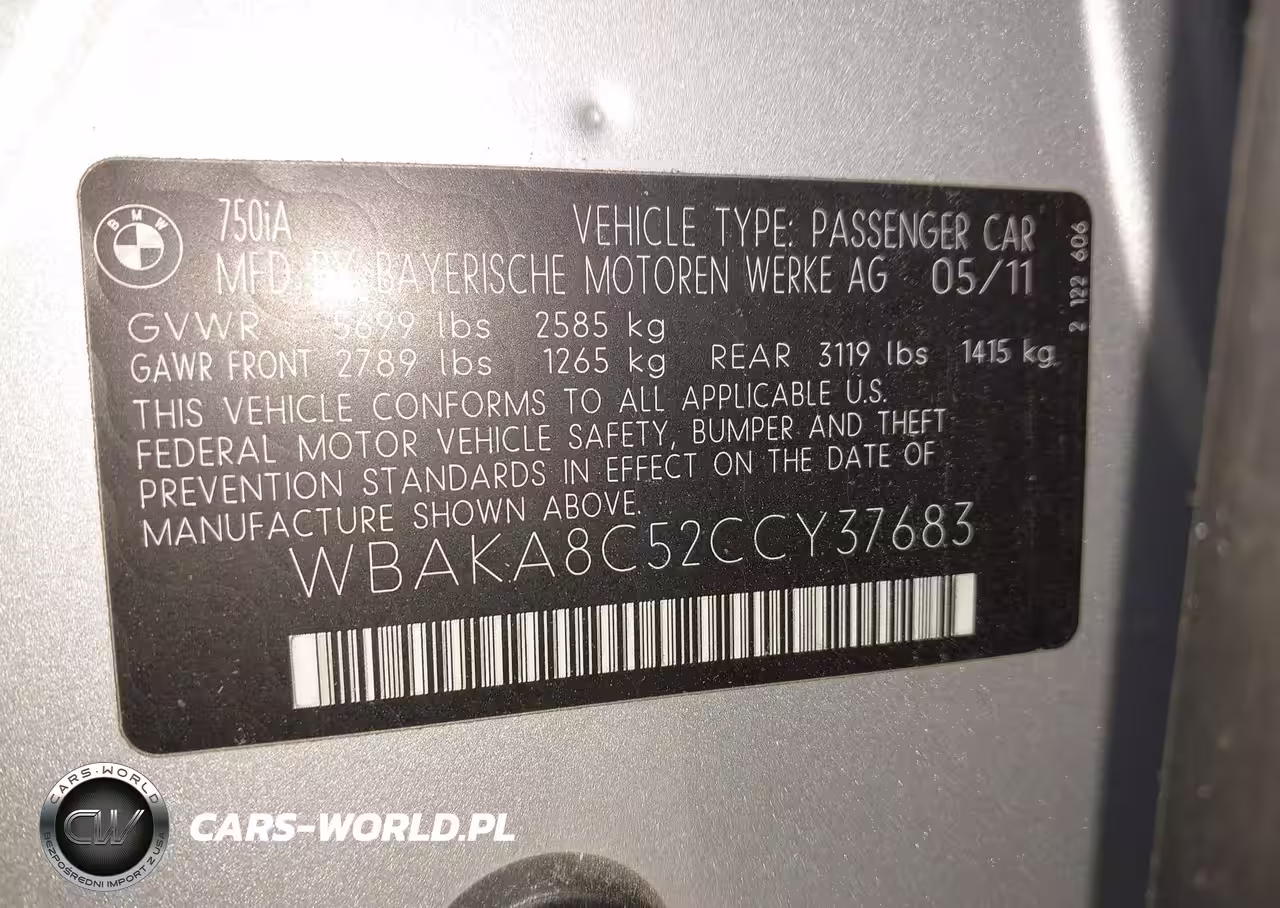 BMW
750iA
VEHICLE TYPE: PASSENGER CAR
MFD. BY BAYERISCHE MOTOREN WERKE AG 05/11
GVWR 5699 lbs 2585 kg
GAWR FRONT 2789 lbs 1265 kg REAR 3119 lbs 1415 kg
THIS VEHICLE CONFORMS TO ALL APPLICABLE U.S.
FEDERAL MOTOR VEHICLE SAFETY, BUMPER AND THEFT
PREVENTION STANDARDS IN EFFECT ON THE DATE OF
MANUFACTURE SHOWN ABOVE.
WBAKA8C52CCY37683
2 122 606
CARS-WORLD
CW
BEZPOŚREDNI IMPORT Z USA
CARS-WORLD.PL